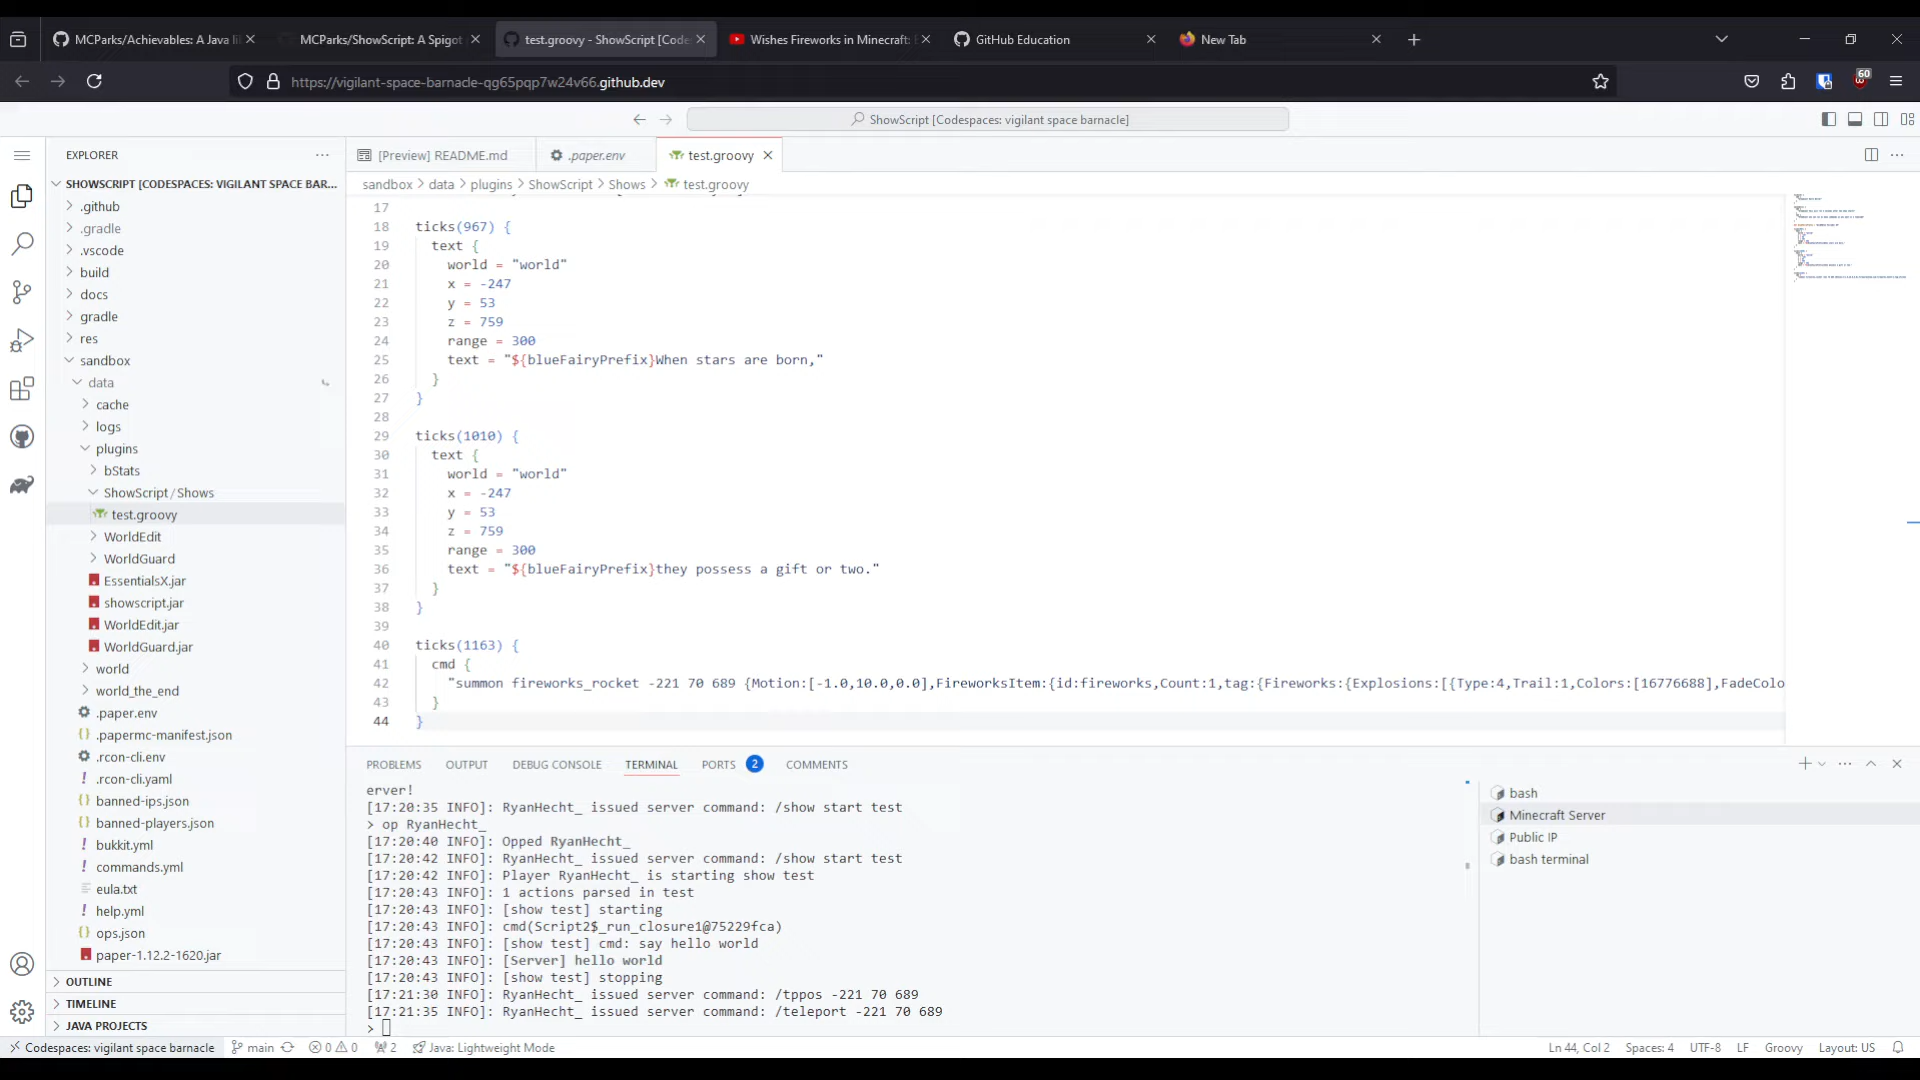 MCParks/Achievables: A Java li
MCParks/ShowScript: A Spigot
test.groovy - ShowScript [Code
Wishes Fireworks in Minecraft:
GitHub Education
New Tab
https://vigilant-space-barnacle-qg65pqp7w24v66.github.dev
60
ShowScript [Codespaces: vigilant space barnacle]
EXPLORER
SHOWSCRIPT [CODESPACES: VIGILANT SPACE BAR...
.github
.gradle
.vscode
build
docs
gradle
res
sandbox
data
cache
logs
plugins
bStats
ShowScript/Shows
test.groovy
WorldEdit
WorldGuard
EssentialsX.jar
showscript.jar
WorldEdit.jar
WorldGuard.jar
world
world_the_end
.paper.env
.papermc-manifest.json
.rcon-cli.env
.rcon-cli.yaml
banned-ips.json
banned-players.json
bukkit.yml
commands.yml
eula.txt
help.yml
ops.json
paper-1.12.2-1620.jar
OUTLINE
TIMELINE
JAVA PROJECTS
[Preview] README.md
.paper.env
test.groovy
sandbox > data > plugins > ShowScript > Shows > test.groovy
17
18 ticks(967) {
19 text {
20 world = "world"
21 x = -247
22 y = 53
23 z = 759
24 range = 300
25 text = "${blueFairyPrefix}When stars are born,"
26 }
27 }
28
29 ticks(1010) {
30 text {
31 world = "world"
32 x = -247
33 y = 53
34 z = 759
35 range = 300
36 text = "${blueFairyPrefix}they possess a gift or two."
37 }
38 }
39
40 ticks(1163) {
41 cmd {
42 "summon fireworks_rocket -221 70 689 {Motion:[-1.0,10.0,0.0],FireworksItem:{id:fireworks,Count:1,tag:{Fireworks:{Explosions:[{Type:4,Trail:1,Colors:[16776688],FadeColo
43 }
44 }
PROBLEMS
OUTPUT
DEBUG CONSOLE
TERMINAL
PORTS 2
COMMENTS
erver!
[17:20:35 INFO]: RyanHecht_ issued server command: /show start test
> op RyanHecht_
[17:20:40 INFO]: Opped RyanHecht_
[17:20:42 INFO]: RyanHecht_ issued server command: /show start test
[17:20:42 INFO]: Player RyanHecht_ is starting show test
[17:20:43 INFO]: 1 actions parsed in test
[17:20:43 INFO]: [show test] starting
[17:20:43 INFO]: cmd(Script2$_run_closure1@75229fca)
[17:20:43 INFO]: [show test] cmd: say hello world
[17:20:43 INFO]: [Server] hello world
[17:20:43 INFO]: [show test] stopping
[17:21:30 INFO]: RyanHecht_ issued server command: /tppos -221 70 689
[17:21:35 INFO]: RyanHecht_ issued server command: /teleport -221 70 689
>
bash
Minecraft Server
Public IP
bash terminal
Codespaces: vigilant space barnacle
main
0 0
2
Java: Lightweight Mode
Ln 44, Col 2
Spaces: 4
UTF-8
LF
Groovy
Layout: US